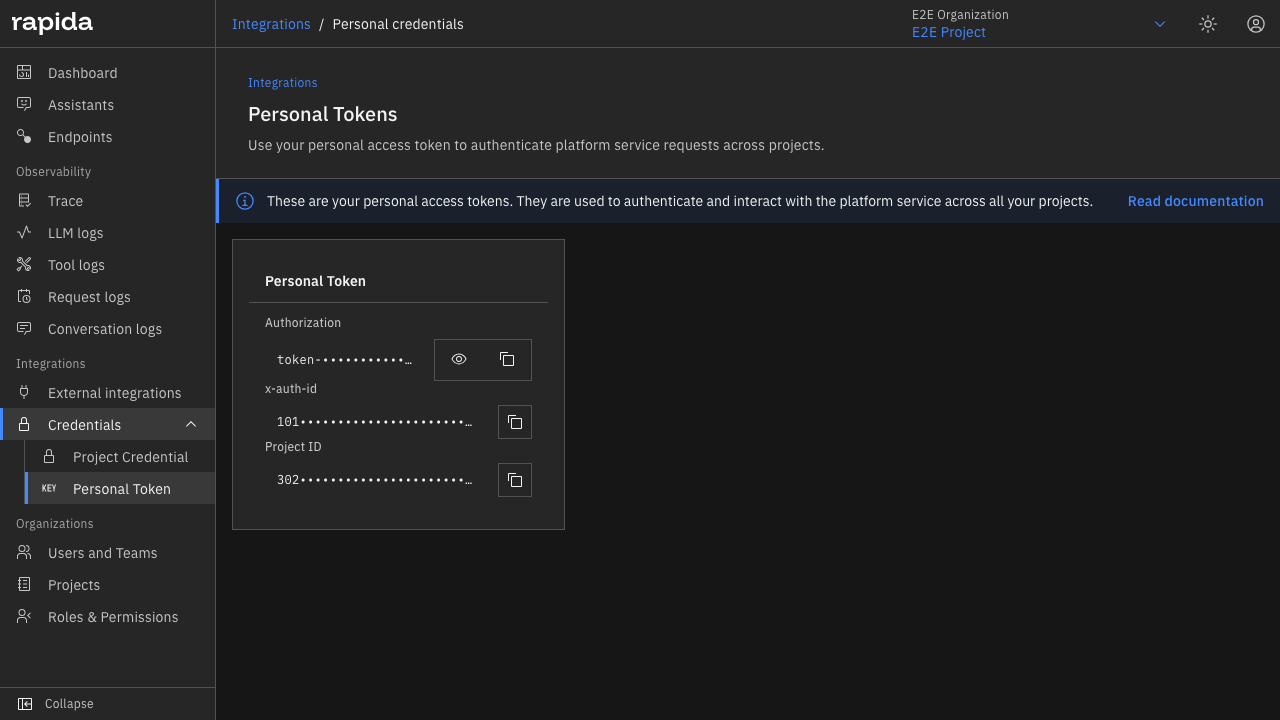 rapida
Integrations / Personal credentials
E2E Organization
E2E Project
Dashboard
Assistants
Endpoints
Observability
Trace
LLM logs
Tool logs
Request logs
Conversation logs
Integrations
External integrations
Credentials
Project Credential
KEY Personal Token
Organizations
Users and Teams
Projects
Roles & Permissions
Collapse
Integrations
Personal Tokens
Use your personal access token to authenticate platform service requests across projects.
These are your personal access tokens. They are used to authenticate and interact with the platform service across all your projects. Read documentation
Personal Token
Authorization
token-•••••••••••…
x-auth-id
101••••••••••••••••••••••…
Project ID
302••••••••••••••••••••••…